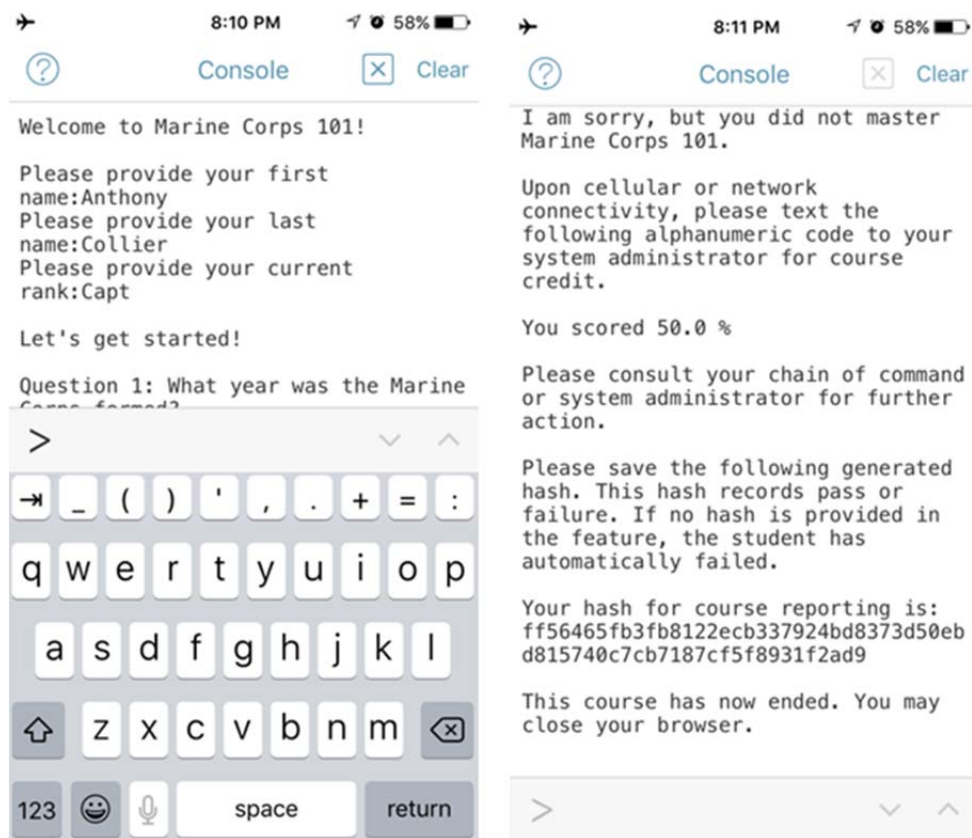 8:10 PM
58%
Console
Clear
Welcome to Marine Corps 101!
Please provide your first
name:Anthony
Please provide your last
name:Collier
Please provide your current
rank:Capt
Let's get started!
Question 1: What year was the Marine
Corps formed?
>
_ ( ) ' , . + = :
q w e r t y u i o p
a s d f g h j k l
z x c v b n m
123 space return
8:11 PM
58%
Console
Clear
I am sorry, but you did not master
Marine Corps 101.
Upon cellular or network
connectivity, please text the
following alphanumeric code to your
system administrator for course
credit.
You scored 50.0 %
Please consult your chain of command
or system administrator for further
action.
Please save the following generated
hash. This hash records pass or
failure. If no hash is provided in
the feature, the student has
automatically failed.
Your hash for course reporting is:
ff56465fb3fb8122ecb337924bd8373d50eb
d815740c7cb7187cf5f8931f2ad9
This course has now ended. You may
close your browser.
>